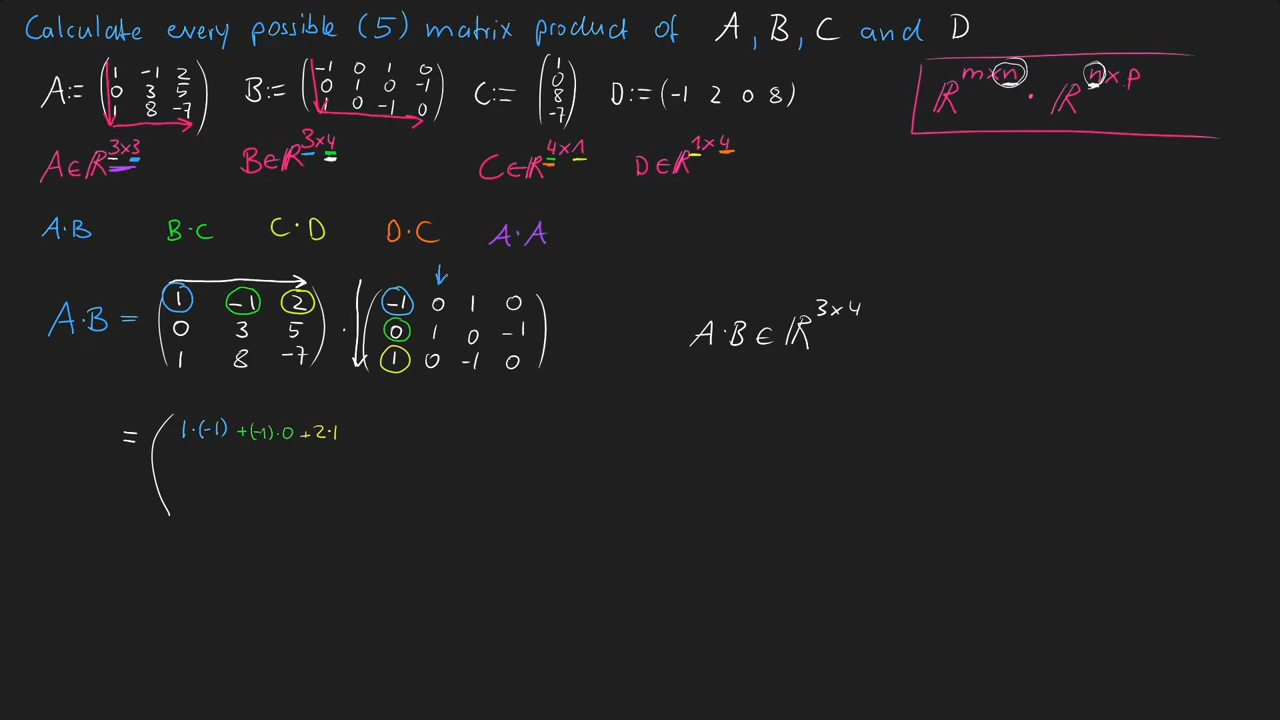 Calculate every possible (5) matrix product of A, B, C and D
A:= (1 -1 2 B:= (-1 0 1 0 C:= (1 D:= (-1 2 0 8) ℝ^(m×n) · ℝ^(n×p)
0 3 5 0 1 0 -1 0
1 8 -7) 1 0 -1 0) 8
-7)
A∈ℝ^(3×3) B∈ℝ^(3×4) C∈ℝ^(4×1) D∈ℝ^(1×4)
A·B B·C C·D D·C A·A
A·B = (1 -1 2 · (-1 0 1 0 A·B∈ℝ^(3×4)
0 3 5 0 1 0 -1
1 8 -7) 1 0 -1 0)
= ( 1·(-1) +(-1)·0 +2·1